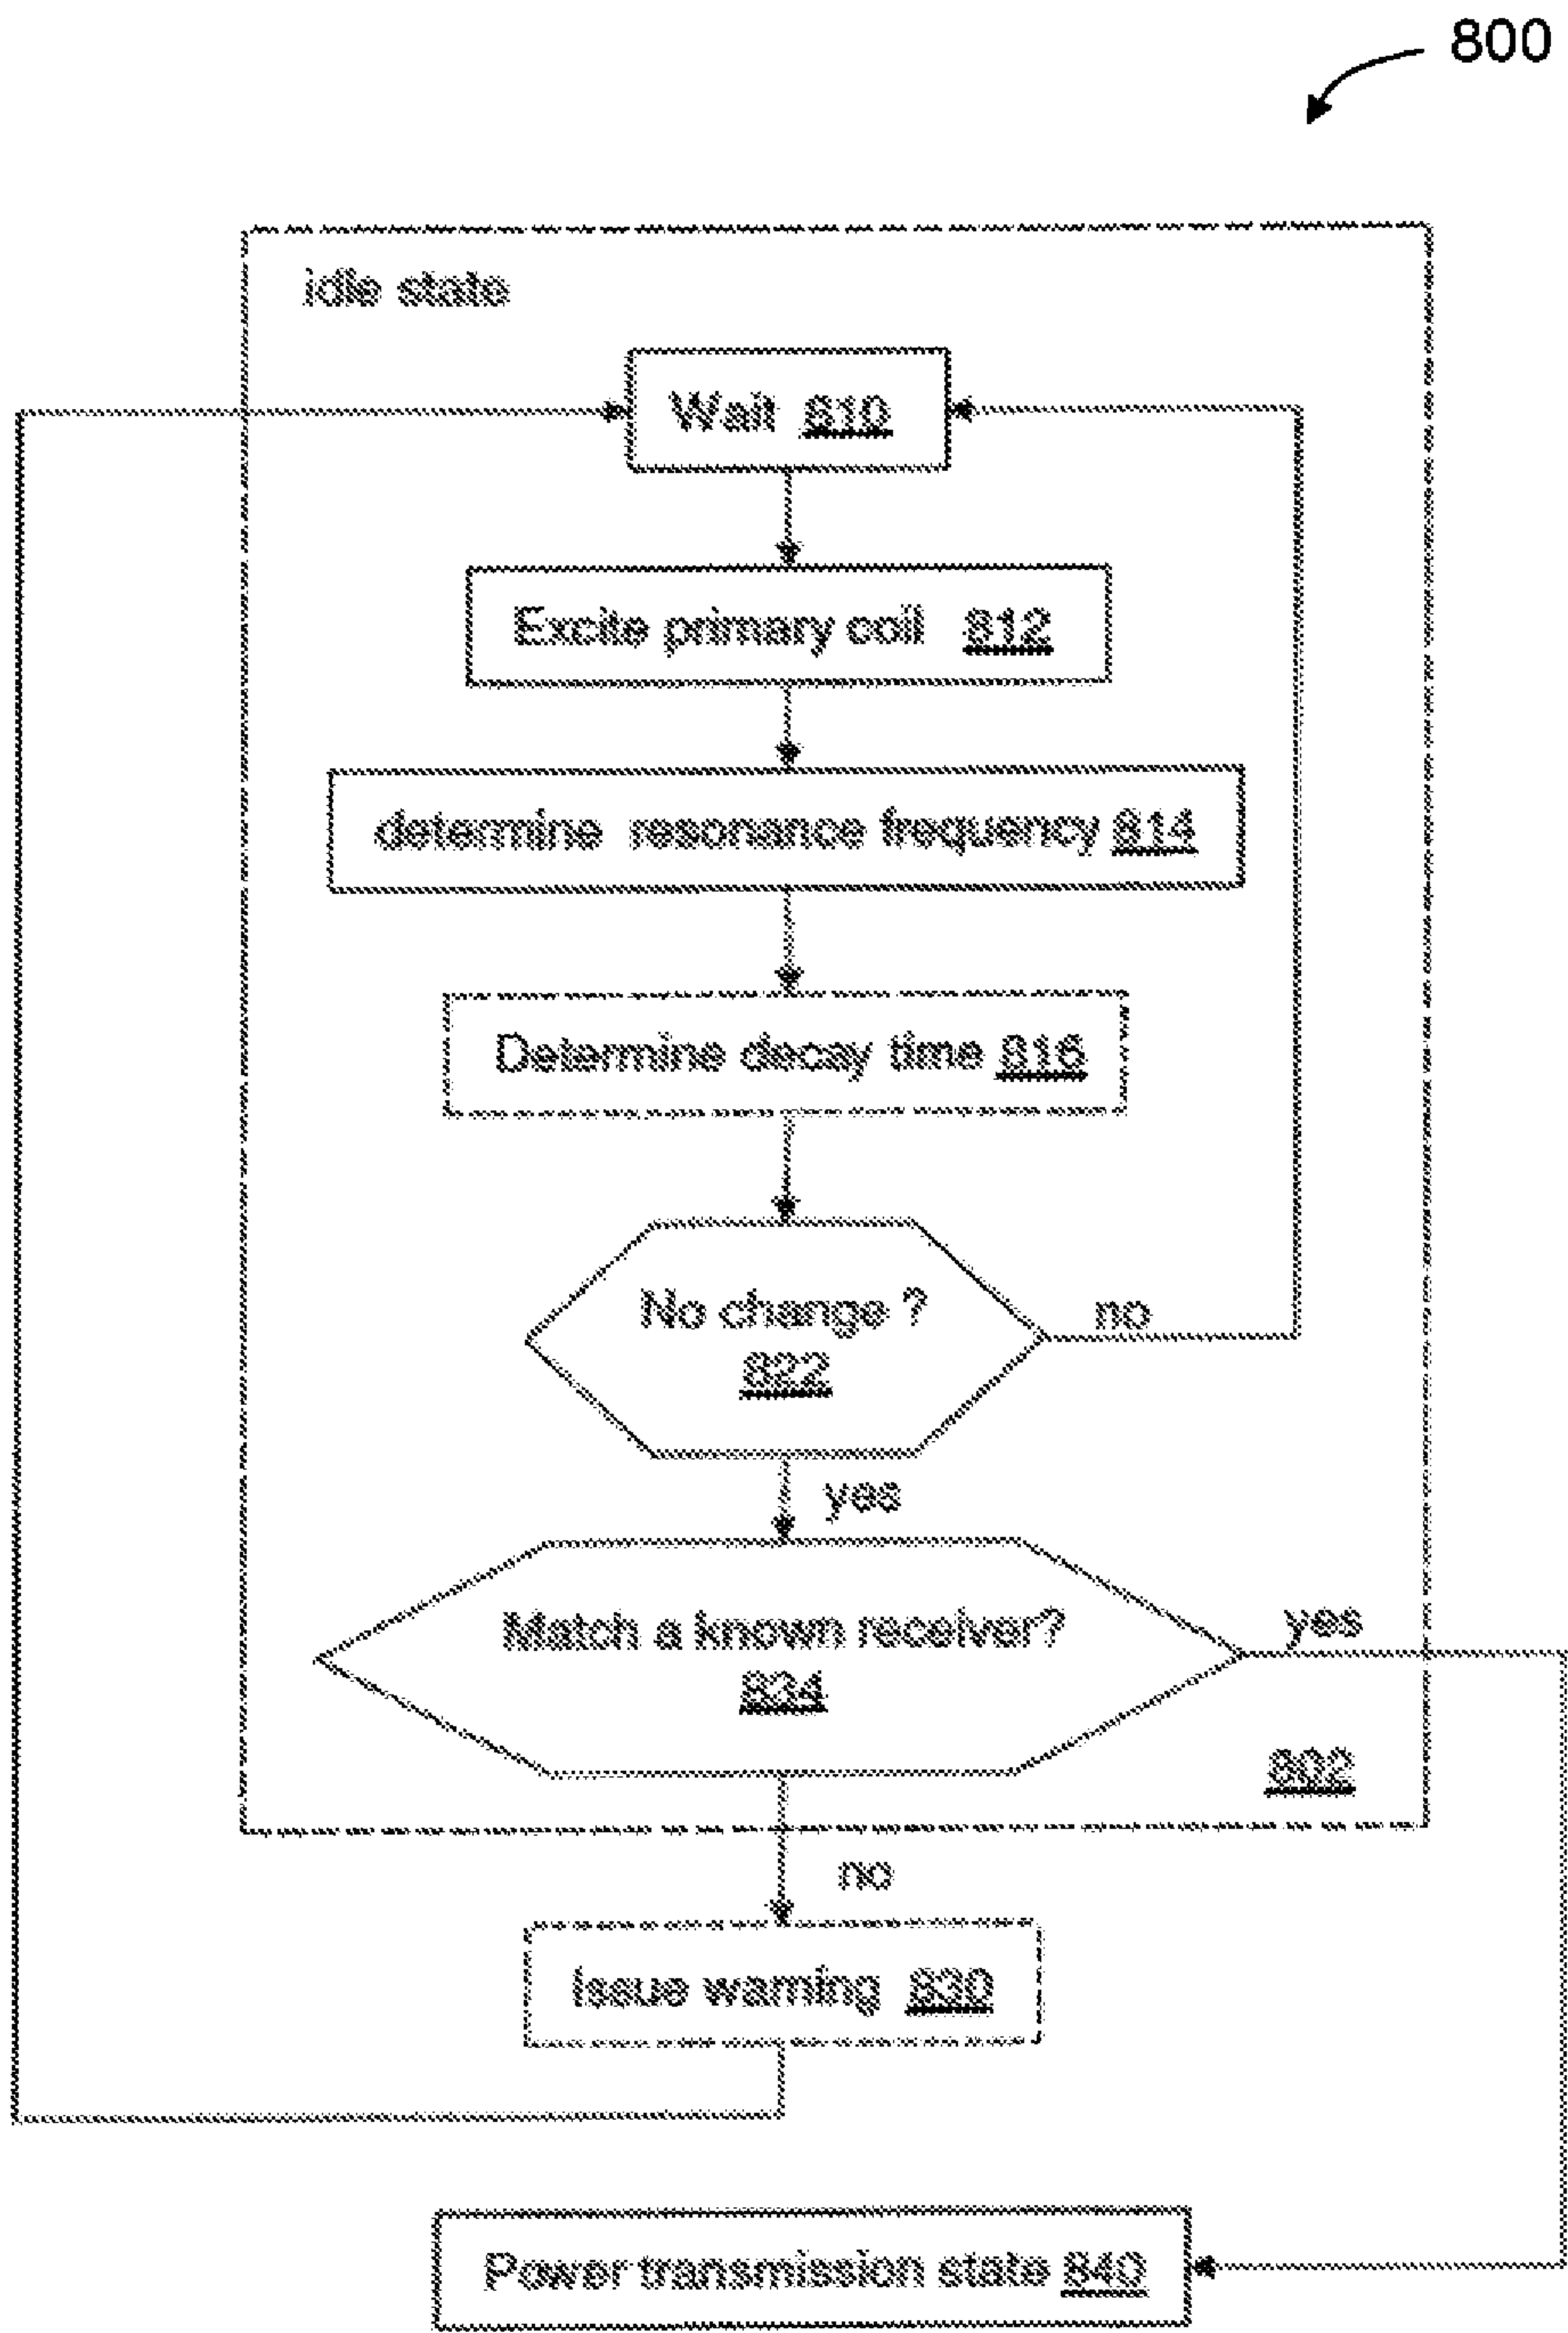 800
idle state
Wait 810
Excite primary coil 812
determine resonance frequency 814
Determine decay time 816
No change ?
822
no
yes
Match a known receiver?
834
yes
802
no
Issue warning 830
Power transmission state 840